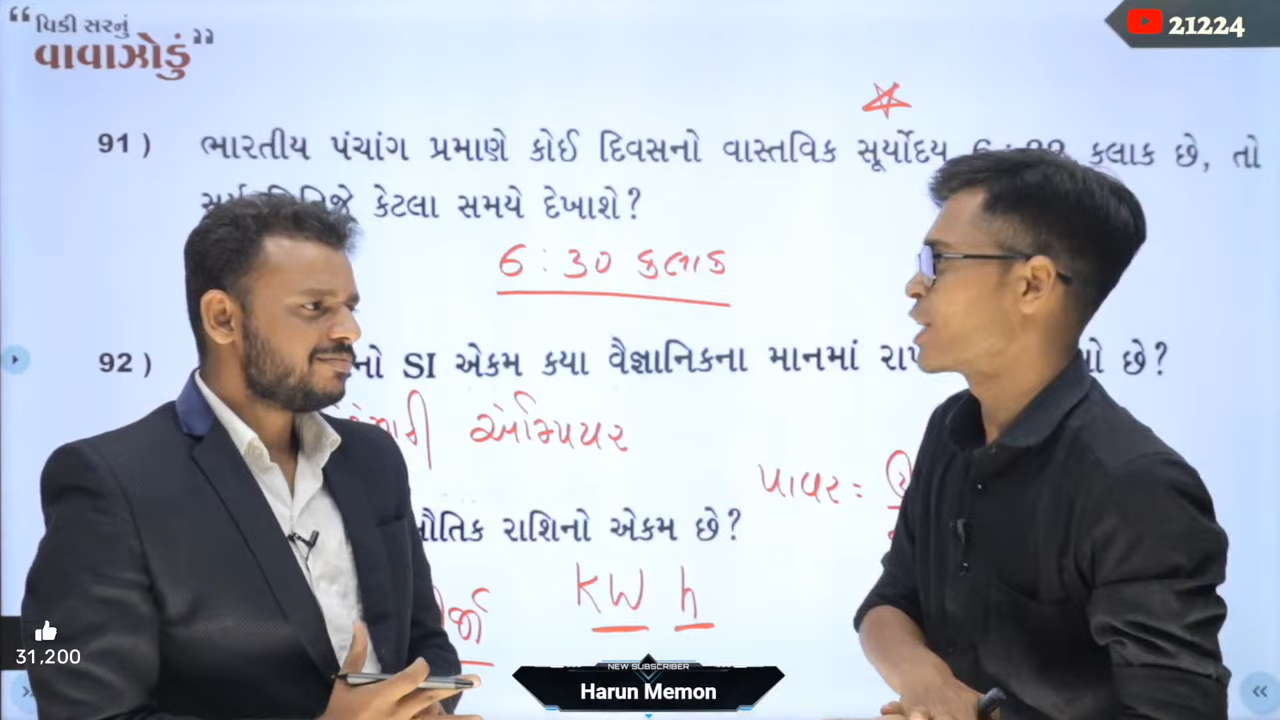 “વિકી સરનું
વાવાઝોડું”
21224
91) ભારતીય પંચાંગ પ્રમાણે કોઈ દિવસનો વાસ્તવિક સૂર્યોદય કલાક છે, તો
કેટલા સમયે દેખાશે?
6:30 કલાક
92) નો SI એકમ કયા વૈજ્ઞાનિકના માનમાં છે?
એમ્પિયર
પાવર =
રાશિનો એકમ છે?
KW h
31,200
NEW SUBSCRIBER
Harun Memon